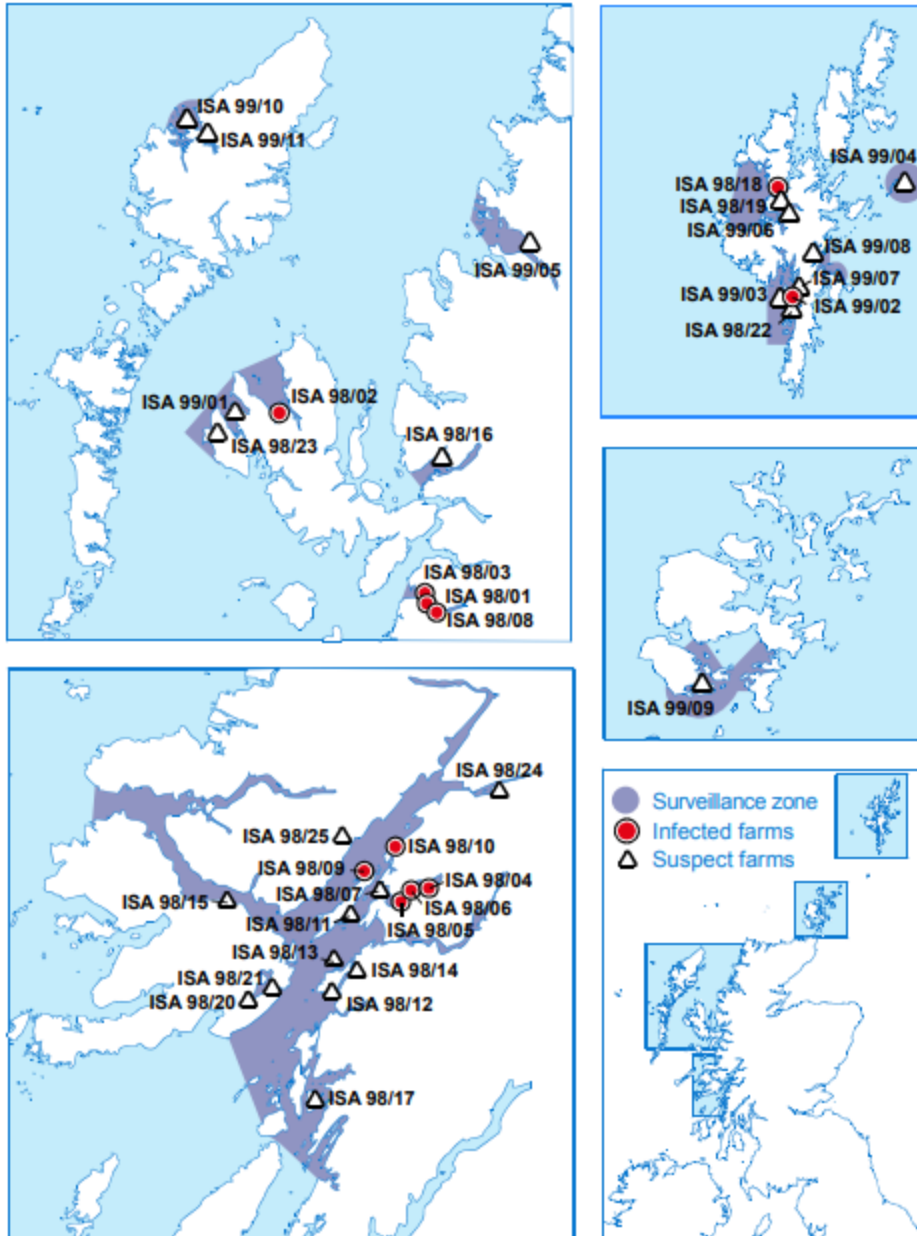 ISA 99/10
ISA 99/11
ISA 99/05
ISA 99/01
ISA 98/02
ISA 98/23
ISA 98/16
ISA 98/03
ISA 98/01
ISA 98/08
ISA 99/04
ISA 98/18
ISA 98/19
ISA 99/06
ISA 99/08
ISA 99/07
ISA 99/03
ISA 99/02
ISA 98/22
ISA 99/09
ISA 98/24
ISA 98/25
ISA 98/10
ISA 98/09
ISA 98/04
ISA 98/07
ISA 98/15
ISA 98/06
ISA 98/11
ISA 98/05
ISA 98/13
ISA 98/14
ISA 98/21
ISA 98/20
ISA 98/12
ISA 98/17
Surveillance zone
Infected farms
Suspect farms